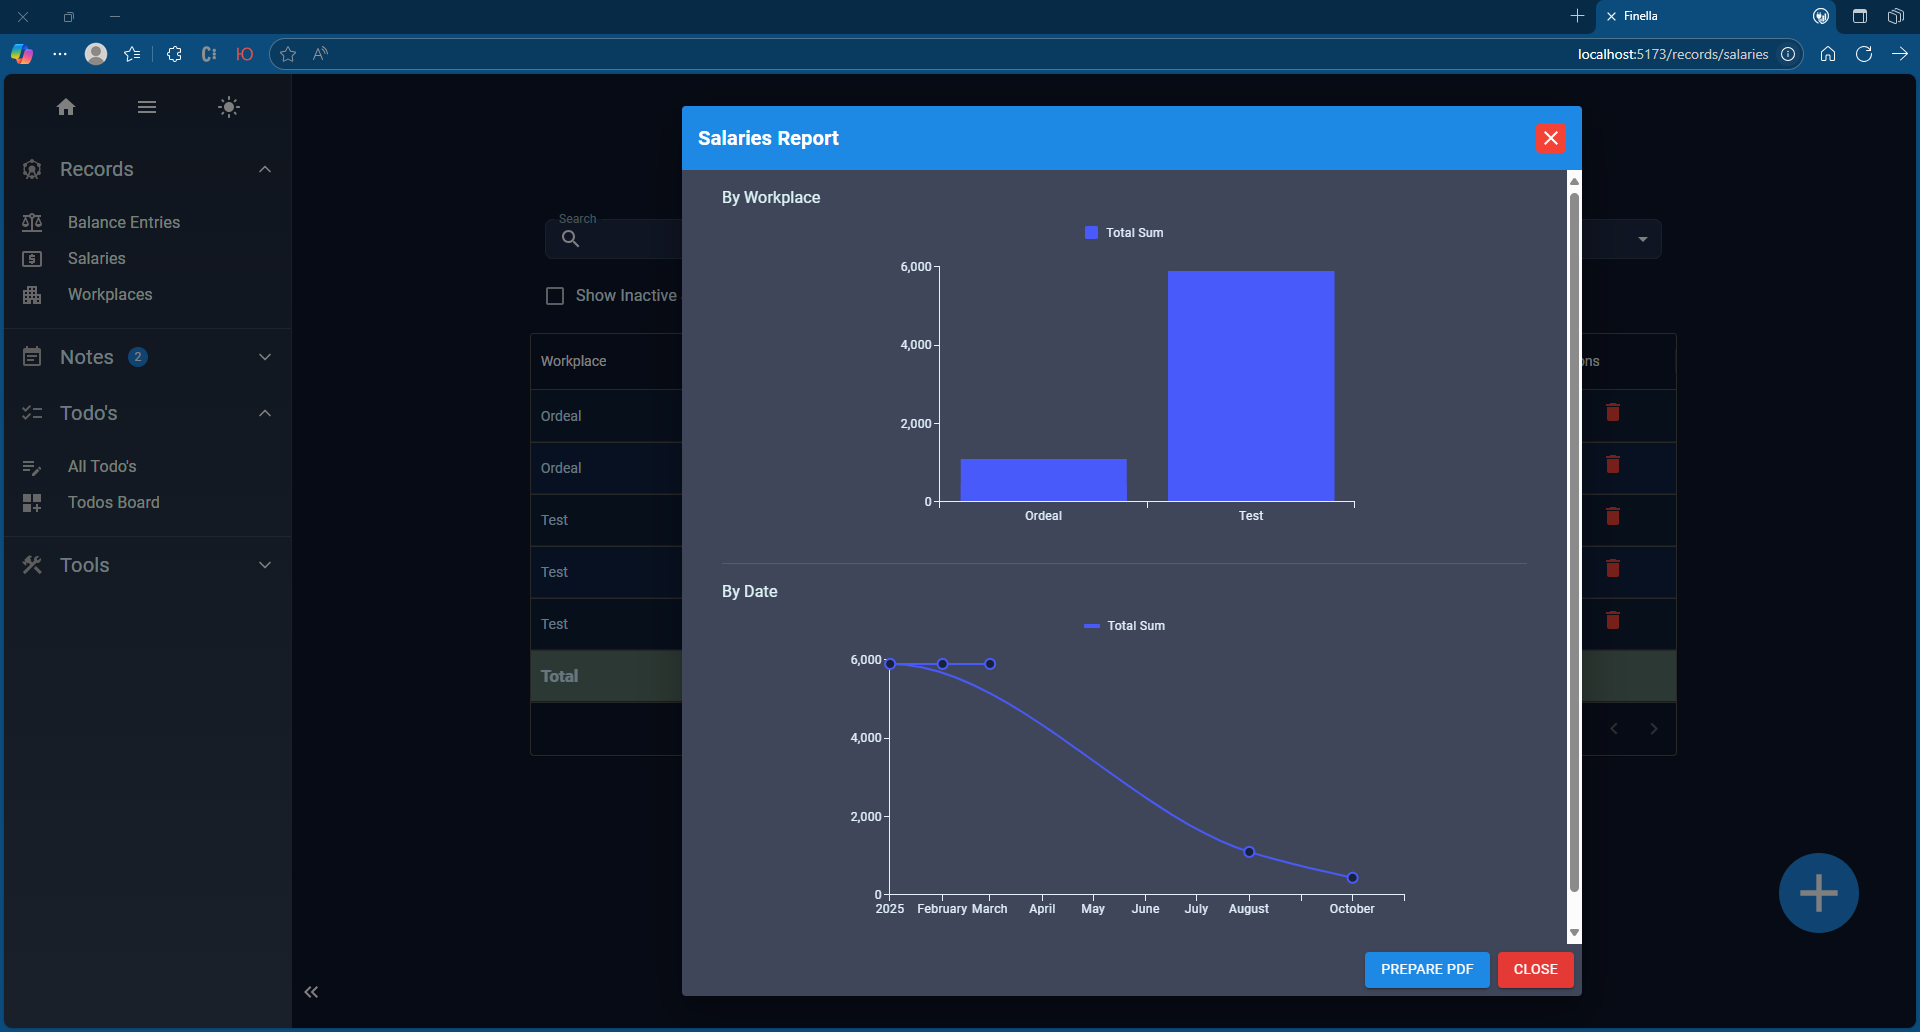 Finella
localhost:5173/records/salaries
Records
Balance Entries
Salaries
Workplaces
Notes 2
Todo's
All Todo's
Todos Board
Tools
Search
Show Inactive
Workplace
Ordeal
Ordeal
Test
Test
Test
Total
ons
Salaries Report
By Workplace
Total Sum
6,000
4,000
2,000
0
Ordeal Test
By Date
Total Sum
6,000
4,000
2,000
0
2025 February March April May June July August October
PREPARE PDF CLOSE